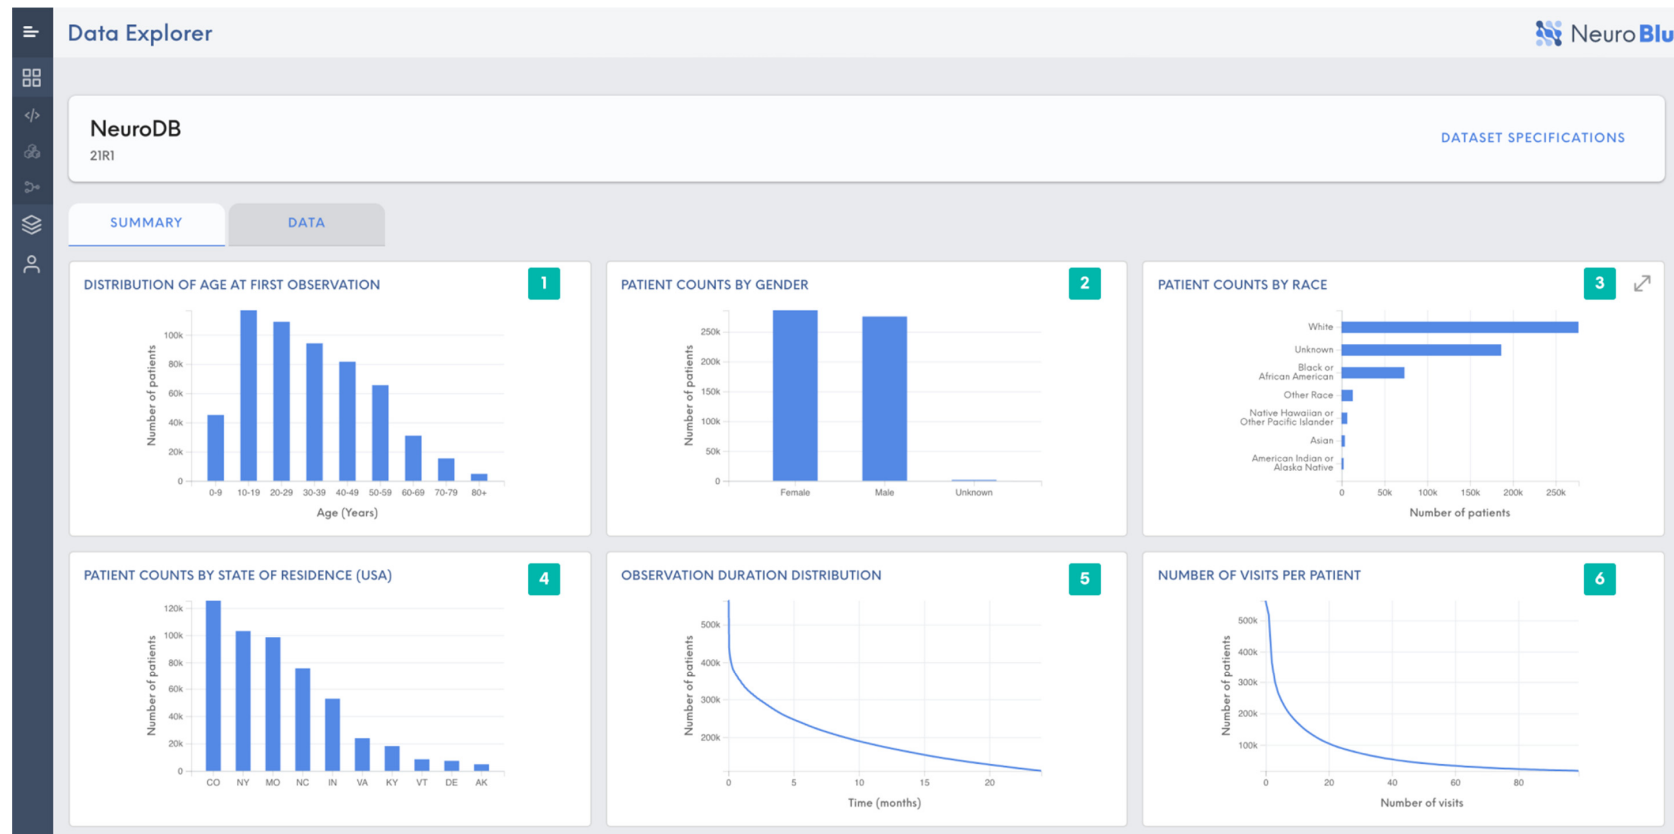 Data Explorer
Neuro Blu
NeuroDB
21R1
DATASET SPECIFICATIONS
SUMMARY
DATA
DISTRIBUTION OF AGE AT FIRST OBSERVATION
1
Number of patients
100k
80k
60k
40k
20k
0
0-9 10-19 20-29 30-39 40-49 50-59 60-69 70-79 80+
Age (Years)
PATIENT COUNTS BY GENDER
2
Number of patients
250k
200k
150k
100k
50k
0
Female Male Unknown
PATIENT COUNTS BY RACE
3
White
Unknown
Black or
African American
Other Race
Native Hawaiian or
Other Pacific Islander
Asian
American Indian or
Alaska Native
0 50k 100k 150k 200k 250k
Number of patients
PATIENT COUNTS BY STATE OF RESIDENCE (USA)
4
Number of patients
120k
100k
80k
60k
40k
20k
0
CO NY MO NC IN VA KY VT DE AK
OBSERVATION DURATION DISTRIBUTION
5
Number of patients
500k
400k
300k
200k
0 5 10 15 20
Time (months)
NUMBER OF VISITS PER PATIENT
6
Number of patients
500k
400k
300k
200k
100k
0 20 40 60 80
Number of visits